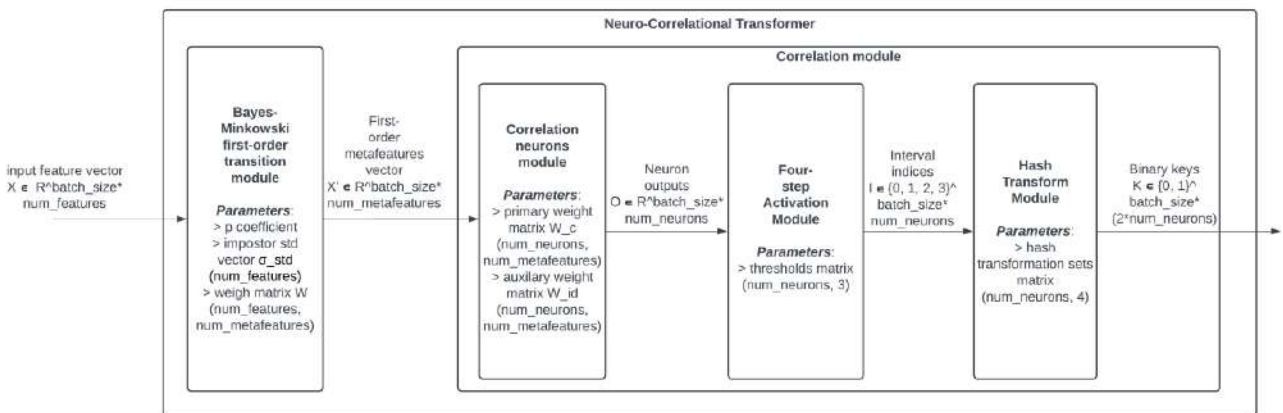 Neuro-Correlational Transformer
Correlation module
input feature vector
X ∈ R^batch_size*
num_features
Bayes-
Minkowski
first-order
transition
module
Parameters:
> p coefficient
> impostor std
vector σ_std
(num_features)
> weigh matrix W
(num_features,
num_metafeatures)
First-
order
metafeatures
vector
X' ∈ R^batch_size*
num_metafeatures
Correlation
neurons
module
Parameters:
> primary weight
matrix W_c
(num_neurons,
num_metafeatures)
> auxilary weight
matrix W_id
(num_neurons,
num_metafeatures)
Neuron
outputs
O ∈ R^batch_size*
num_neurons
Four-
step
Activation
Module
Parameters:
> thresholds matrix
(num_neurons, 3)
Interval
indices
I ∈ {0, 1, 2, 3}^
batch_size*
num_neurons
Hash
Transform
Module
Parameters:
> hash
transformation sets
matrix
(num_neurons, 4)
Binary keys
K ∈ {0, 1}^
batch_size*
(2*num_neurons)